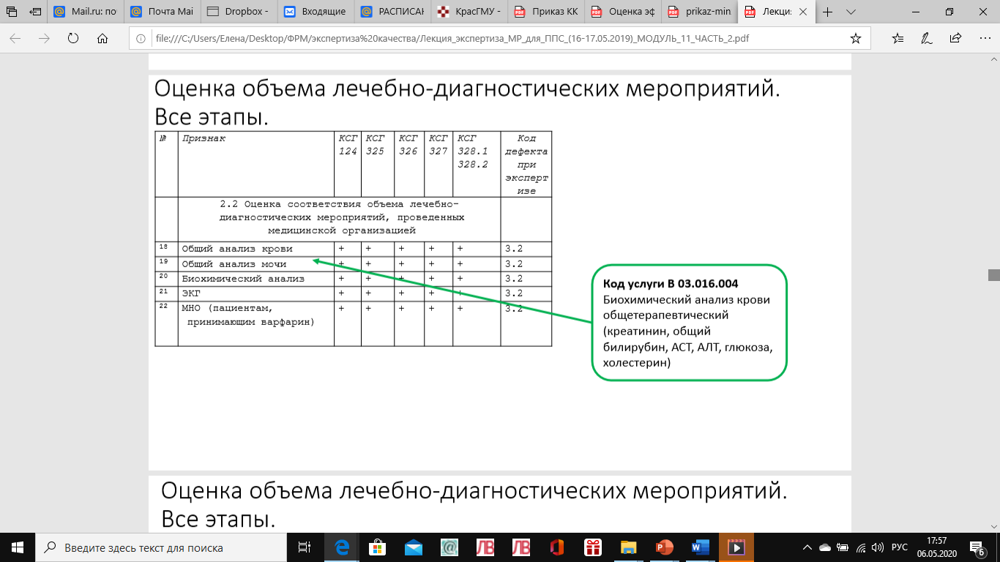 Mail.ru: по
Почта Mai
Dropbox -
Входящие
РАСПИСАН
КрасГМУ -
Приказ КК
Оценка эф
prikaz-min
Лекция
file:///C:/Users/Елена/Desktop/ФРМ/экспертиза%20качества/Лекция_экспертиза_МР_для_ППС_(16-17.05.2019)_МОДУЛЬ_11_ЧАСТЬ_2.pdf
Оценка объема лечебно-диагностических мероприятий.
Все этапы.
№ Признак КСГ 124 КСГ 325 КСГ 326 КСГ 327 КСГ 328.1 328.2 Код дефекта при эксперт изе
2.2 Оценка соответствия объема лечебно-
диагностических мероприятий, проведенных
медицинской организацией
18 Общий анализ крови + + + + + 3.2
19 Общий анализ мочи + + + + + 3.2
20 Биохимический анализ + + + + + 3.2
21 ЭКГ + + + + + 3.2
22 МНО (пациентам, + + + + + 3.2
принимающим варфарин)
Код услуги В 03.016.004
Биохимический анализ крови
общетерапевтический
(креатинин, общий
билирубин, АСТ, АЛТ, глюкоза,
холестерин)
Оценка объема лечебно-диагностических мероприятий.
Все этапы.
Введите здесь текст для поиска
@
ЛВ
ЛВ
РУС
17:57
06.05.2020
6